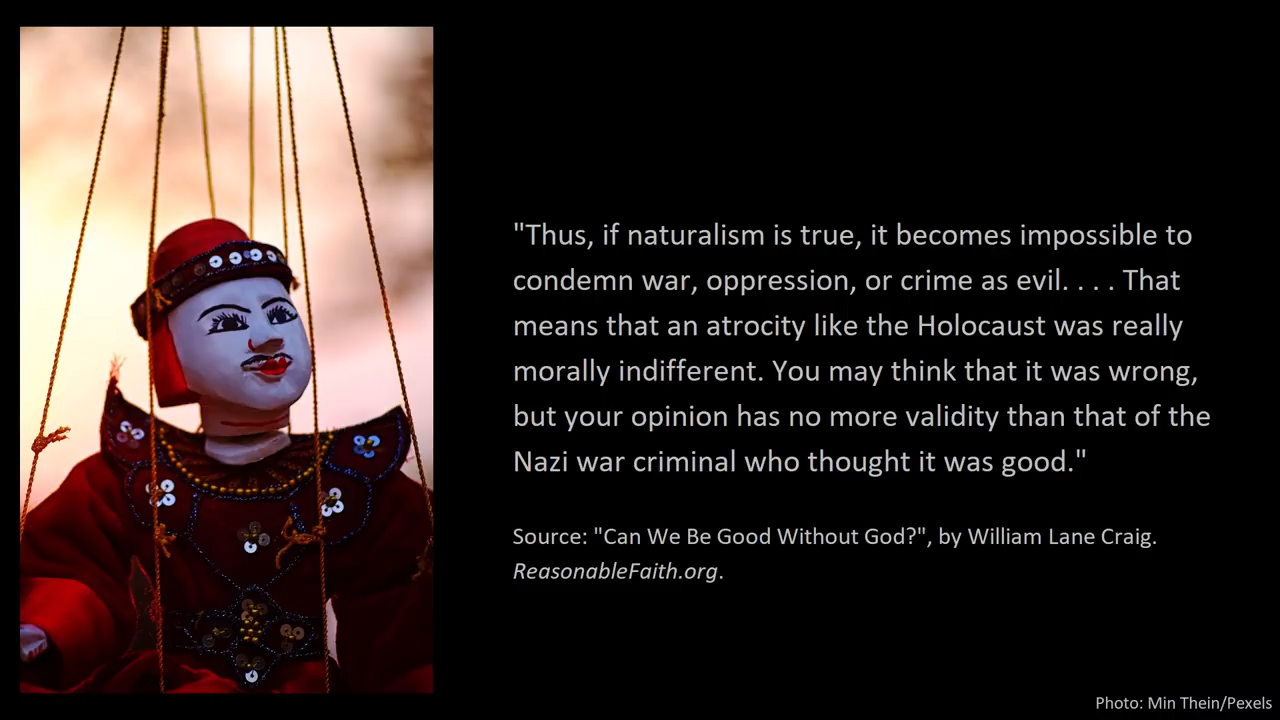 "Thus, if naturalism is true, it becomes impossible to
condemn war, oppression, or crime as evil. . . . That
means that an atrocity like the Holocaust was really
morally indifferent. You may think that it was wrong,
but your opinion has no more validity than that of the
Nazi war criminal who thought it was good."
Source: "Can We Be Good Without God?", by William Lane Craig.
ReasonableFaith.org.
Photo: Min Thein/Pexels